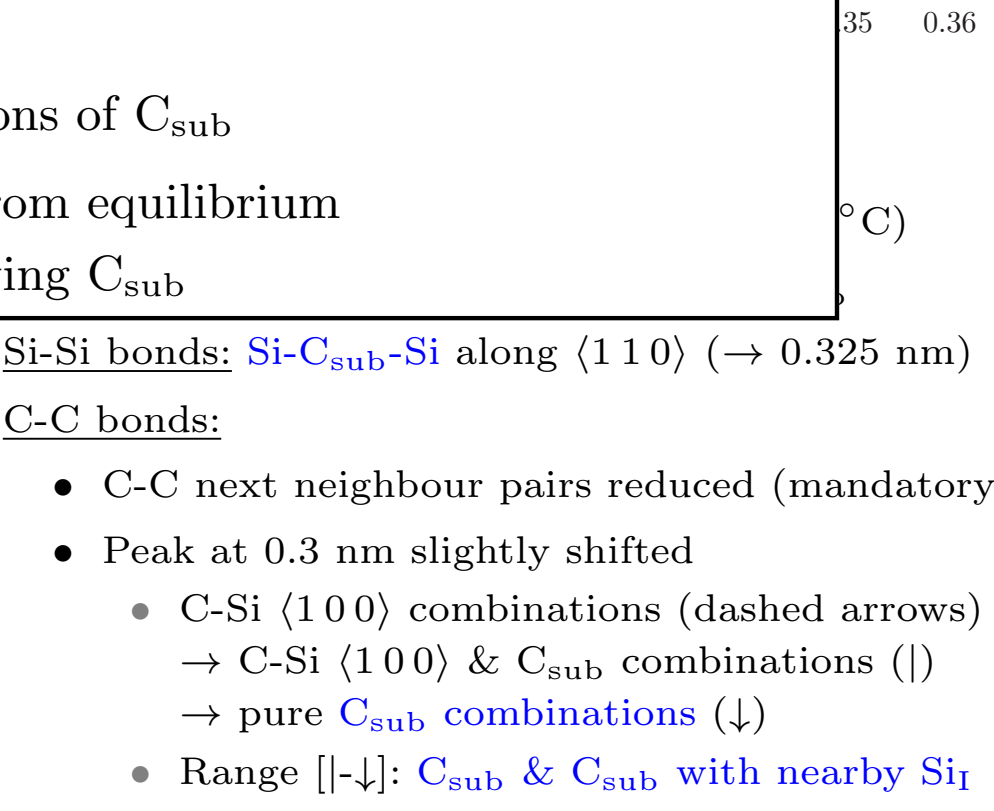 .35 0.36
ons of C_sub
rom equilibrium
°C)
ing C_sub
Si-Si bonds: Si-C_sub-Si along ⟨1 1 0⟩ (→ 0.325 nm)
C-C bonds:
• C-C next neighbour pairs reduced (mandatory
• Peak at 0.3 nm slightly shifted
• C-Si ⟨1 0 0⟩ combinations (dashed arrows)
→ C-Si ⟨1 0 0⟩ & C_sub combinations (|)
→ pure C_sub combinations (↓)
• Range [|-↓]: C_sub & C_sub with nearby Si_I